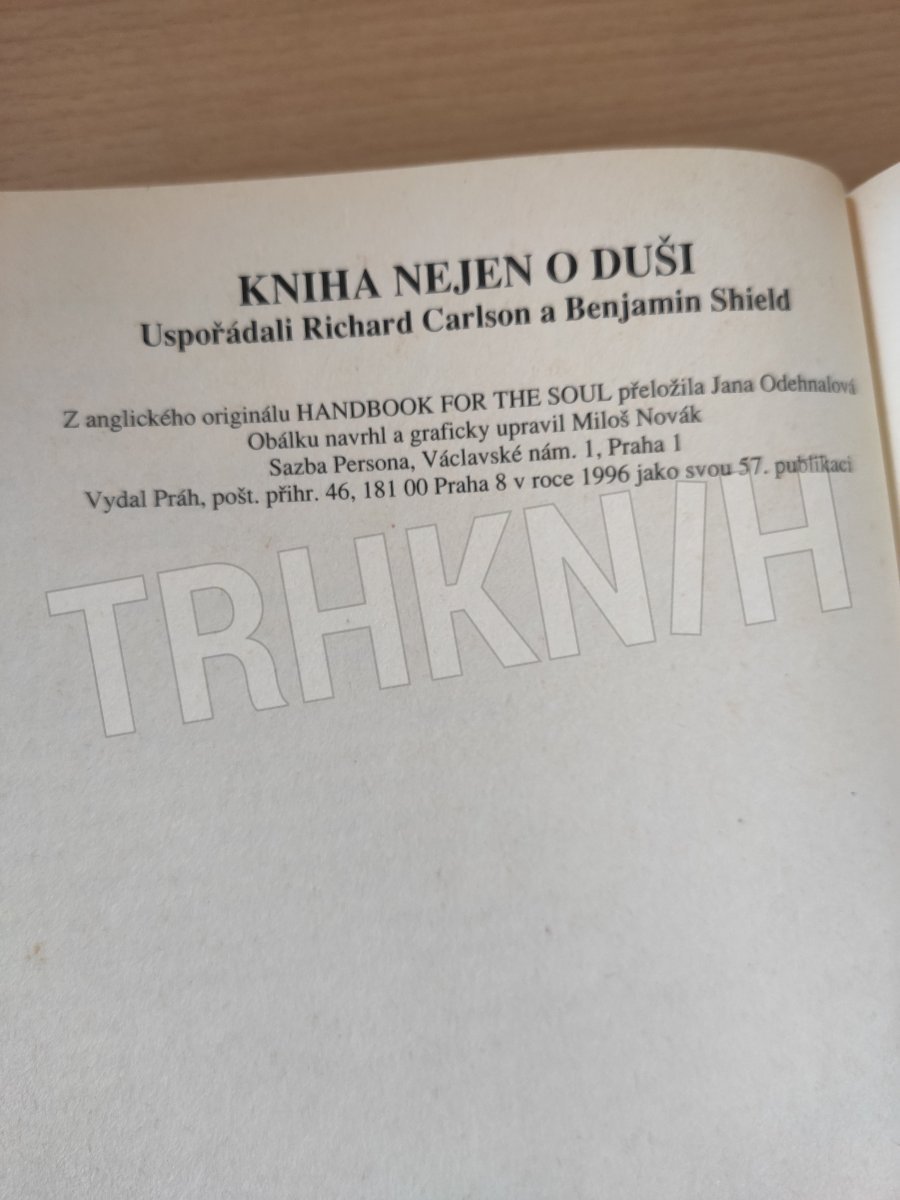 KNIHA NEJEN O DUŠI
Uspořádali Richard Carlson a Benjamin Shield
Z anglického originálu HANDBOOK FOR THE SOUL přeložila Jana Odehnalová
Obálku navrhl a graficky upravil Miloš Novák
Sazba Persona, Václavské nám. 1, Praha 1
Vydal Práh, pošt. přihr. 46, 181 00 Praha 8 v roce 1996 jako svou 57. publikaci
TRHKNIH